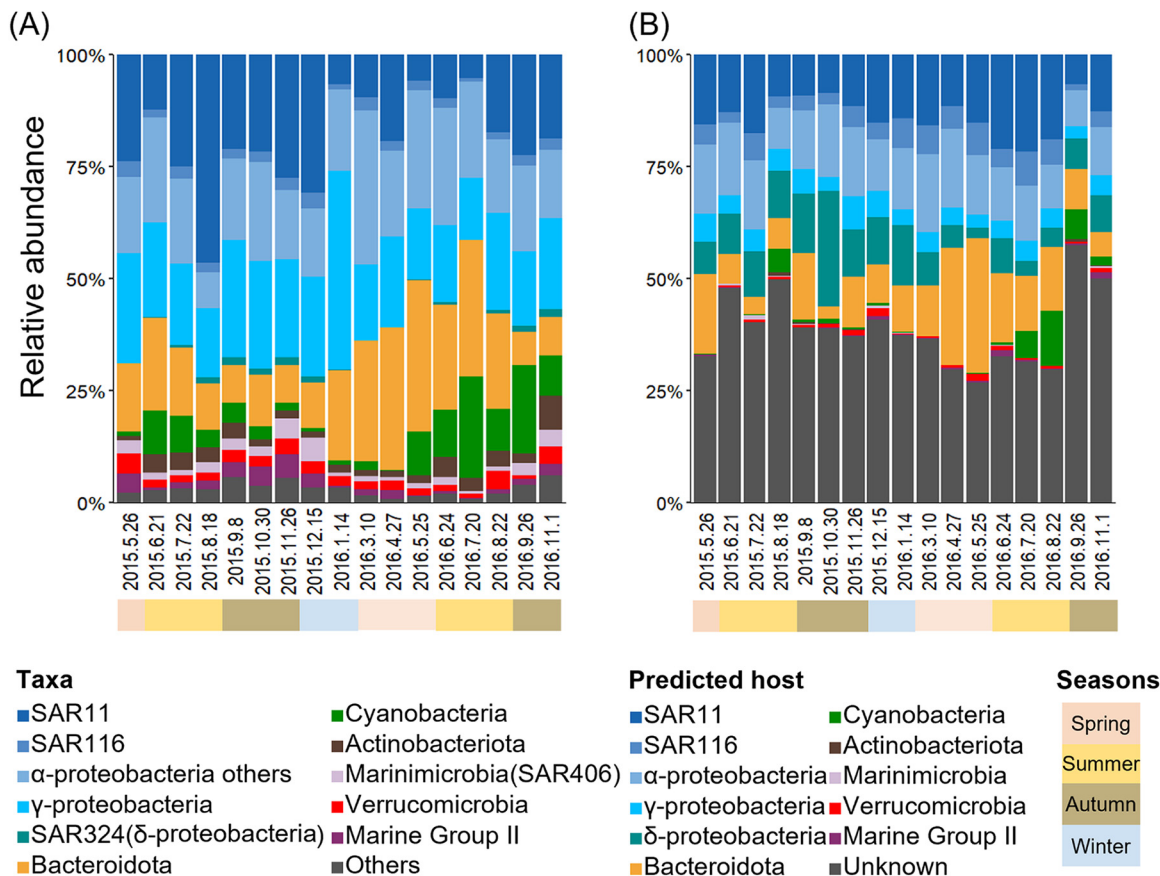 (A)
(B)
Relative abundance
100%
75%
50%
25%
0%
2015.5.26
2015.6.21
2015.7.22
2015.8.18
2015.9.8
2015.10.30
2015.11.26
2015.12.15
2016.1.14
2016.3.10
2016.4.27
2016.5.25
2016.6.24
2016.7.20
2016.8.22
2016.9.26
2016.11.1
100%
75%
50%
25%
0%
2015.5.26
2015.6.21
2015.7.22
2015.8.18
2015.9.8
2015.10.30
2015.11.26
2015.12.15
2016.1.14
2016.3.10
2016.4.27
2016.5.25
2016.6.24
2016.7.20
2016.8.22
2016.9.26
2016.11.1
Taxa
SAR11
SAR116
α-proteobacteria others
γ-proteobacteria
SAR324(δ-proteobacteria)
Bacteroidota
Cyanobacteria
Actinobacteriota
Marinimicrobia(SAR406)
Verrucomicrobia
Marine Group II
Others
Predicted host
SAR11
SAR116
α-proteobacteria
γ-proteobacteria
δ-proteobacteria
Bacteroidota
Cyanobacteria
Actinobacteriota
Marinimicrobia
Verrucomicrobia
Marine Group II
Unknown
Seasons
Spring
Summer
Autumn
Winter